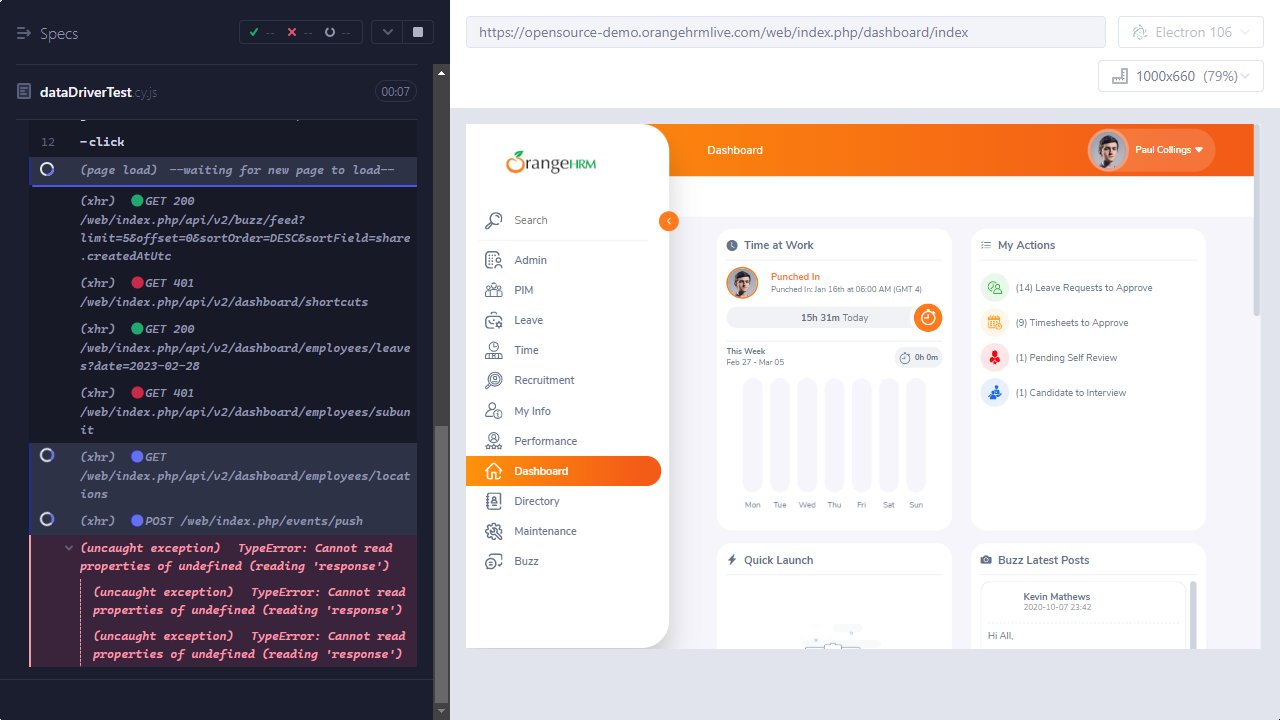 Specs
-- -- --
dataDriverTest.cy.js
00:07
12 -click
(page load) --waiting for new page to load--
(xhr) GET 200
/web/index.php/api/v2/buzz/feed?
limit=5&offset=0&sortOrder=DESC&sortField=share
.createdAtUtc
(xhr) GET 401
/web/index.php/api/v2/dashboard/shortcuts
(xhr) GET 200
/web/index.php/api/v2/dashboard/employees/leave
s?date=2023-02-28
(xhr) GET 401
/web/index.php/api/v2/dashboard/employees/subun
it
(xhr) GET
/web/index.php/api/v2/dashboard/employees/locat
ions
(xhr) POST /web/index.php/events/push
(uncaught exception) TypeError: Cannot read
properties of undefined (reading 'response')
(uncaught exception) TypeError: Cannot read
properties of undefined (reading 'response')
(uncaught exception) TypeError: Cannot read
properties of undefined (reading 'response')
https://opensource-demo.orangehrmlive.com/web/index.php/dashboard/index
Electron 106
1000x660 (79%)
OrangeHRM
Search
Admin
PIM
Leave
Time
Recruitment
My Info
Performance
Dashboard
Directory
Maintenance
Buzz
Dashboard
Paul Collings
Time at Work
Punched In
Punched In: Jan 16th at 06:00 AM (GMT 4)
15h 31m Today
This Week
Feb 27 - Mar 05
0h 0m
Mon Tue Wed Thu Fri Sat Sun
My Actions
(14) Leave Requests to Approve
(9) Timesheets to Approve
(1) Pending Self Review
(1) Candidate to Interview
Quick Launch
Buzz Latest Posts
Kevin Mathews
2020-10-07 23:42
Hi All,